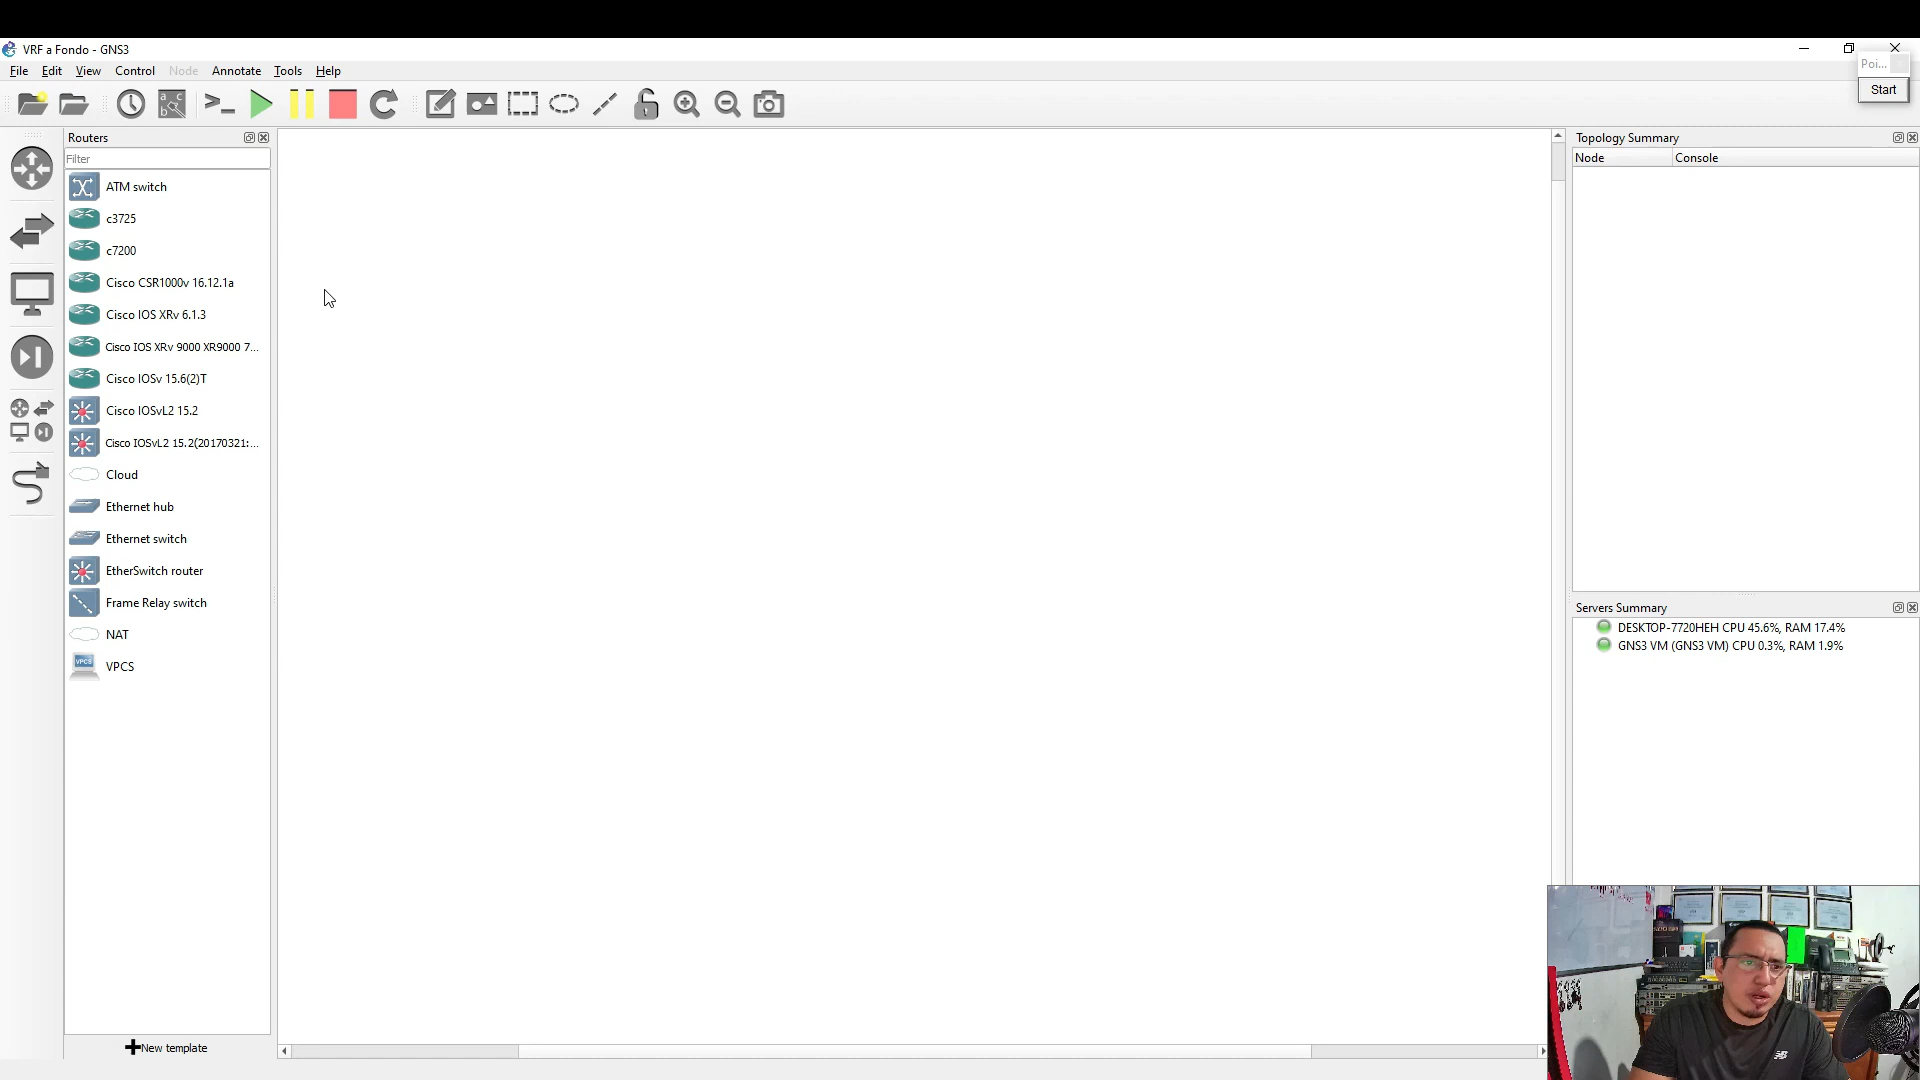 VRF a Fondo - GNS3
File Edit View Control Node Annotate Tools Help
Poi...
Start
Routers
Filter
ATM switch
c3725
c7200
Cisco CSR1000v 16.12.1a
Cisco IOS XRv 6.1.3
Cisco IOS XRv 9000 XR9000 7...
Cisco IOSv 15.6(2)T
Cisco IOSvL2 15.2
Cisco IOSvL2 15.2(20170321:...
Cloud
Ethernet hub
Ethernet switch
EtherSwitch router
Frame Relay switch
NAT
VPCS
VPCS
New template
Topology Summary
Node Console
Servers Summary
DESKTOP-7720HEH CPU 45.6%, RAM 17.4%
GNS3 VM (GNS3 VM) CPU 0.3%, RAM 1.9%